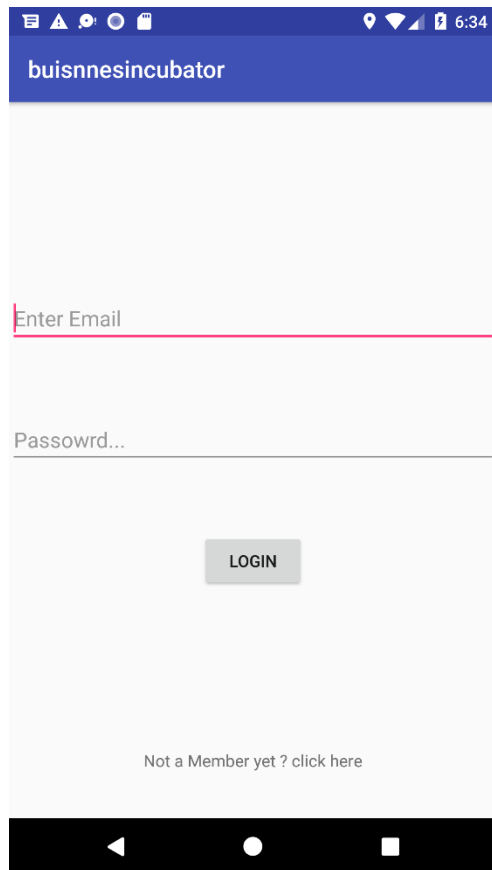 6:34
buisnnesincubator
Enter Email
Passowrd...
LOGIN
Not a Member yet ? click here